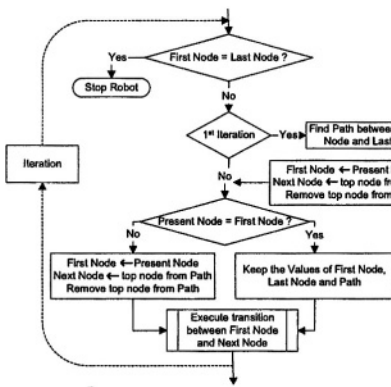 First Node = Last Node ?
Yes
Stop Robot
No
1st Iteration
Yes
Find Path betwee
Node and Last
Iteration
No
First Node ← Present
Next Node ← top node fro
Remove top node fro
Present Node = First Node ?
No
Yes
First Node ← Present Node
Next Node ← top node from Path
Remove top node from Path
Keep the Values of First Node,
Last Node and Path
Execute transition
between First Node
and Next Node